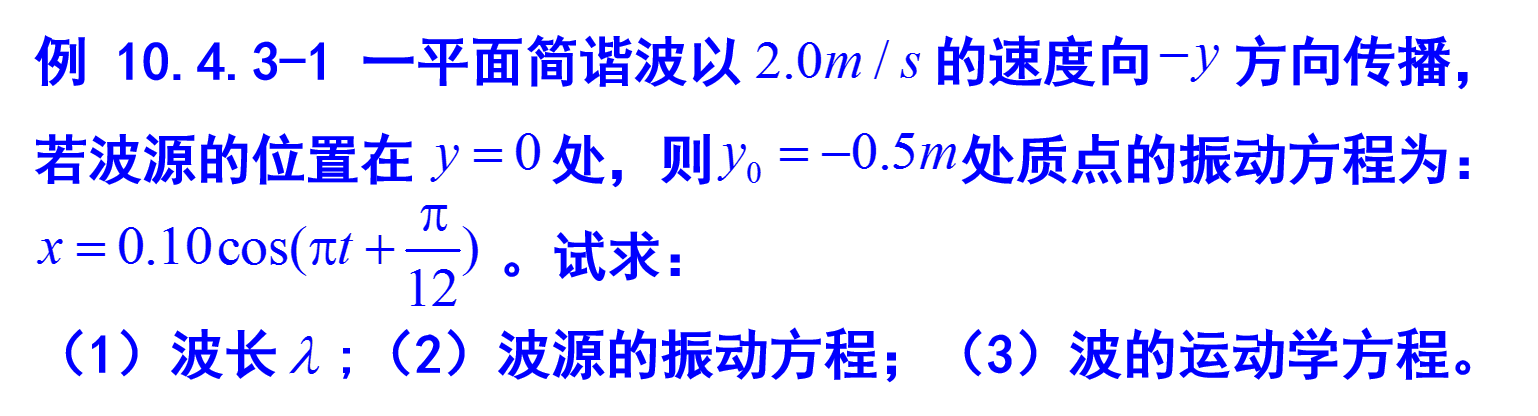 例 10.4.3-1 一平面简谐波以 2.0m / s 的速度向 −y 方向传播，
若波源的位置在 y = 0 处，则 y₀ = −0.5m 处质点的振动方程为：
x = 0.10cos(πt + π/12) 。试求：
（1）波长 λ ；（2）波源的振动方程；（3）波的运动学方程。